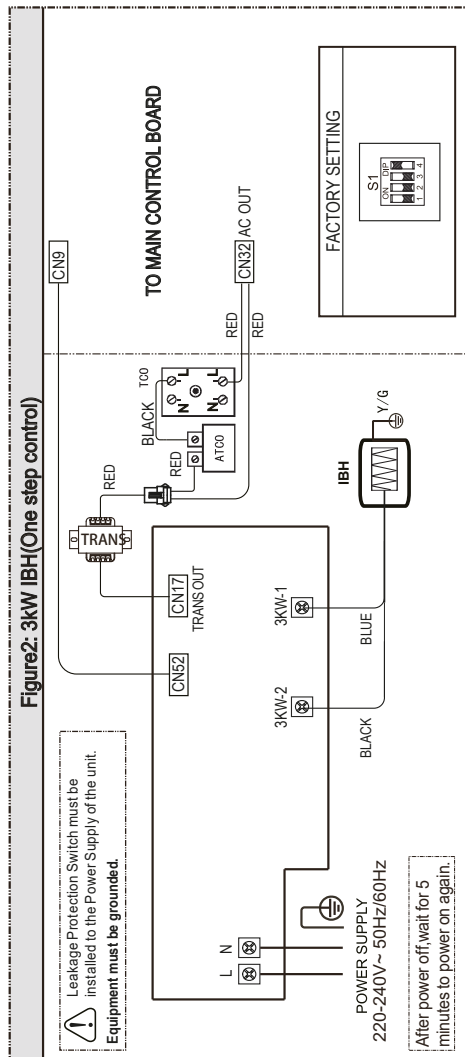 Figure2: 3kW IBH(One step control)
Leakage Protection Switch must be
installed to the Power Supply of the unit.
Equipment must be grounded.
CN9
TO MAIN CONTROL BOARD
CN32 AC OUT
RED
RED
FACTORY SETTING
S1
ON DIP
1 2 3 4
TCO
N L
N L
BLACK
ATCO
RED
RED
TRANS
CN17
TRANS OUT
CN52
3KW-1
3KW-2
BLUE
BLACK
IBH
Y/G
L N
POWER SUPPLY
220-240V~ 50Hz/60Hz
After power off,wait for 5
minutes to power on again.